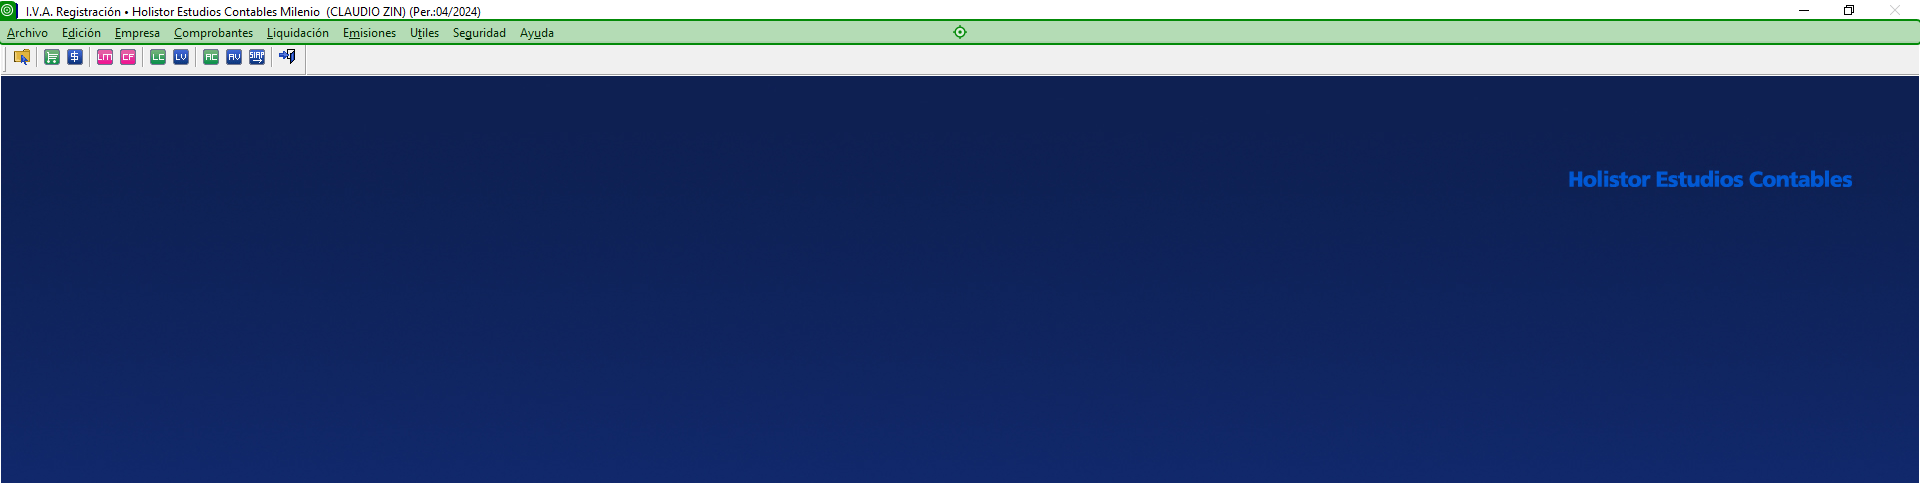 I.V.A. Registración • Holistor Estudios Contables Milenio (CLAUDIO ZIN) (Per.:04/2024)
Archivo Edición Empresa Comprobantes Liquidación Emisiones Utiles Seguridad Ayuda
$ LM CF LC LV AC AV SIAP
Holistor Estudios Contables